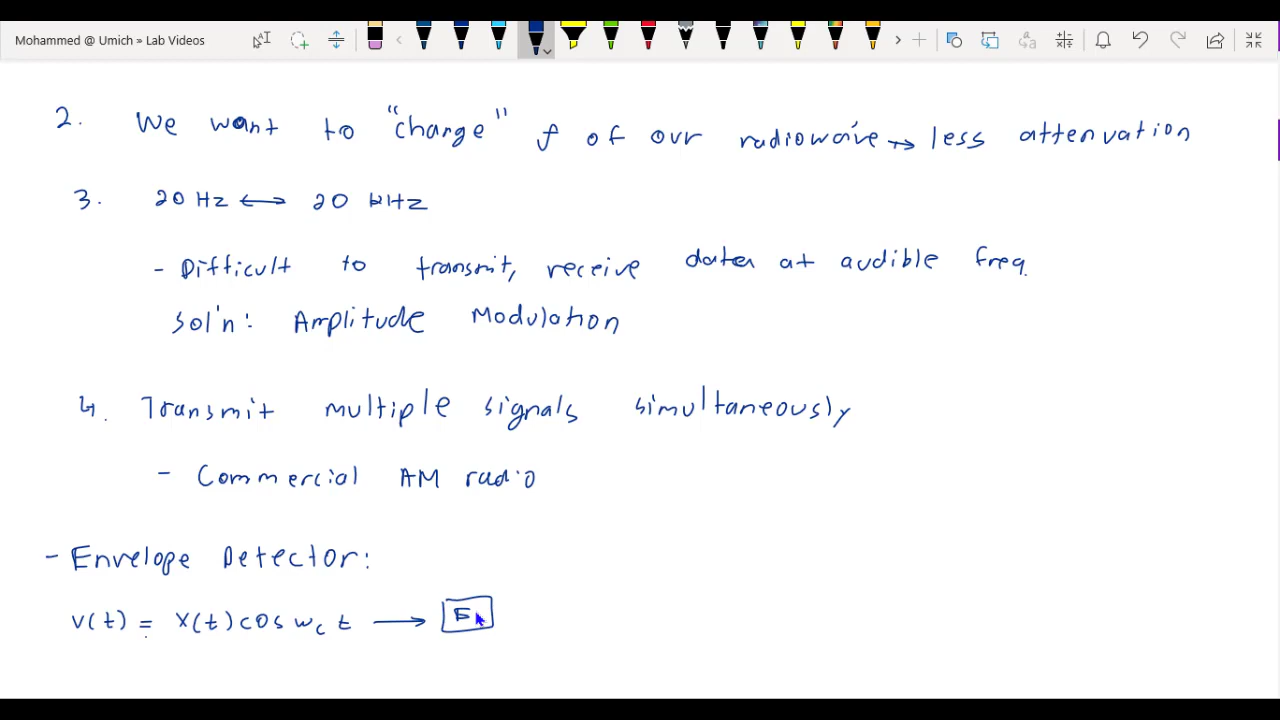 Mohammed @ Umich » Lab Videos
2. We want to "change" f of our radiowave → less attenuation
3. 20 Hz ↔ 20 kHz
- Difficult to transmit, receive data at audible freq.
Sol'n: Amplitude Modulation
4. Transmit multiple signals simultaneously
- Commercial AM radio
- Envelope Detector:
v(t) = x(t) cos ωc t → E